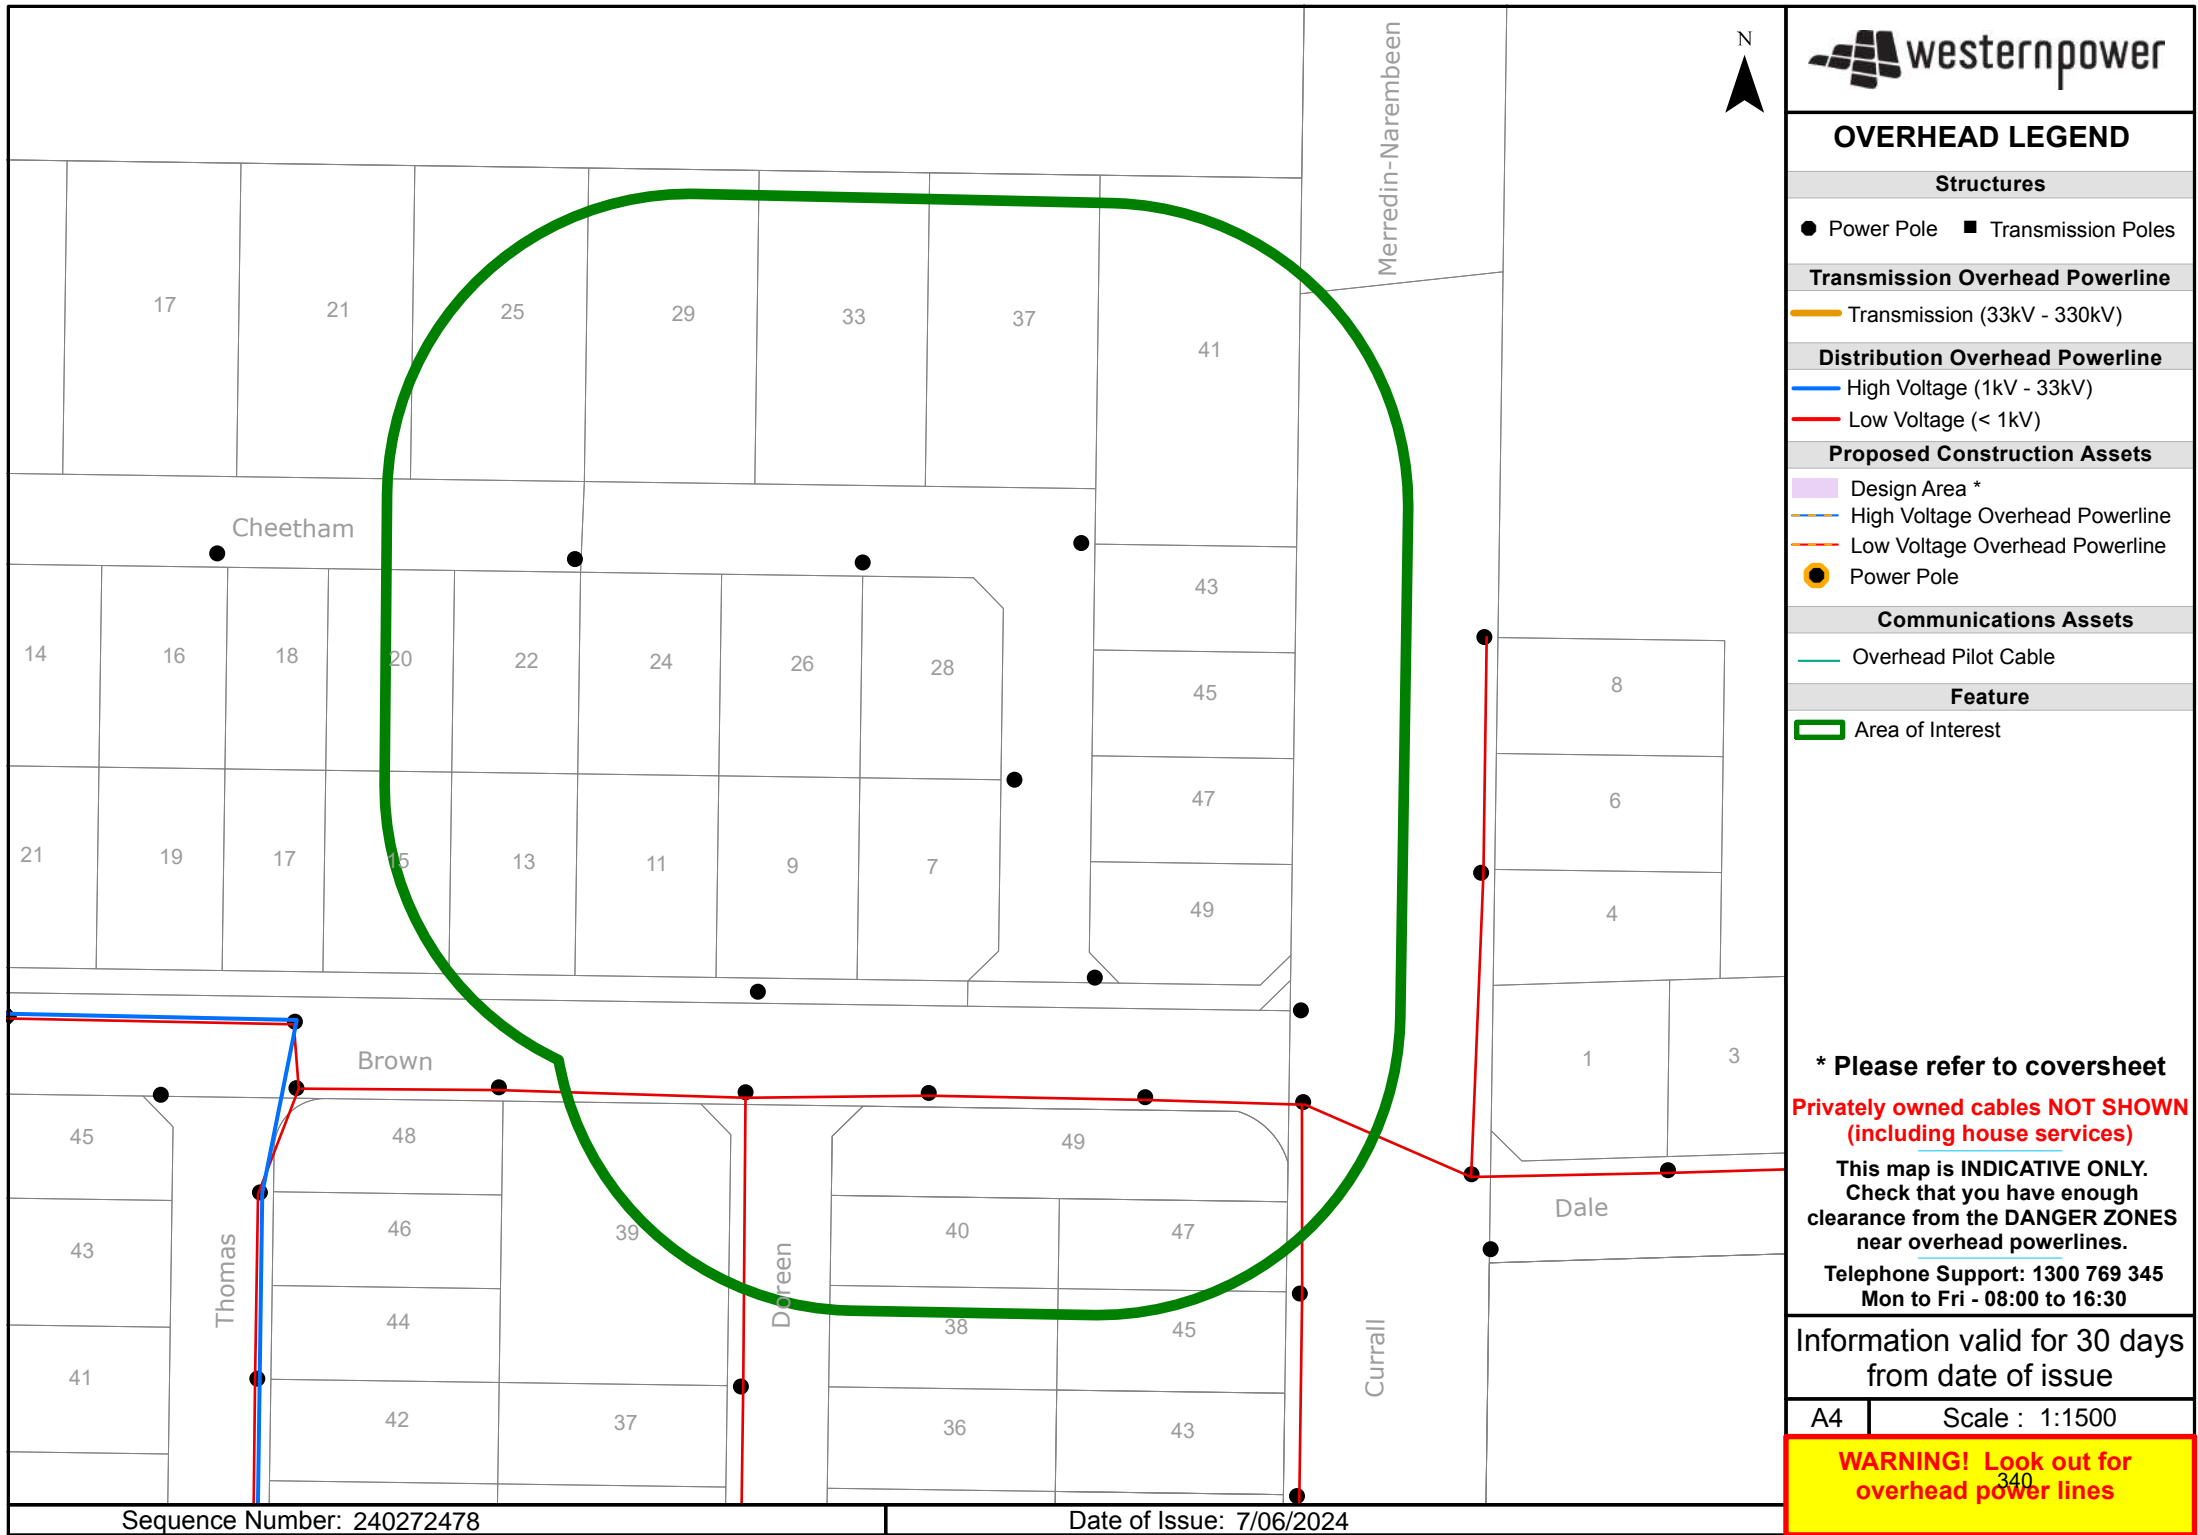 Merredin-Narembeen
N
17
21
25
29
33
37
41
Cheetham
14
16
18
20
22
24
26
28
43
45
47
49
21
19
17
15
13
11
9
7
8
6
4
1
3
Brown
45
43
41
Thomas
48
46
44
42
39
37
Doreen
49
40
47
38
45
36
43
Currall
Dale
westernpower
OVERHEAD LEGEND
Structures
Power Pole
Transmission Poles
Transmission Overhead Powerline
Transmission (33kV - 330kV)
Distribution Overhead Powerline
High Voltage (1kV - 33kV)
Low Voltage (< 1kV)
Proposed Construction Assets
Design Area *
High Voltage Overhead Powerline
Low Voltage Overhead Powerline
Power Pole
Communications Assets
Overhead Pilot Cable
Feature
Area of Interest
* Please refer to coversheet
Privately owned cables NOT SHOWN
(including house services)
This map is INDICATIVE ONLY.
Check that you have enough
clearance from the DANGER ZONES
near overhead powerlines.
Telephone Support: 1300 769 345
Mon to Fri - 08:00 to 16:30
Information valid for 30 days
from date of issue
A4
Scale : 1:1500
WARNING! Look out for
overhead power lines
340
Sequence Number: 240272478
Date of Issue: 7/06/2024